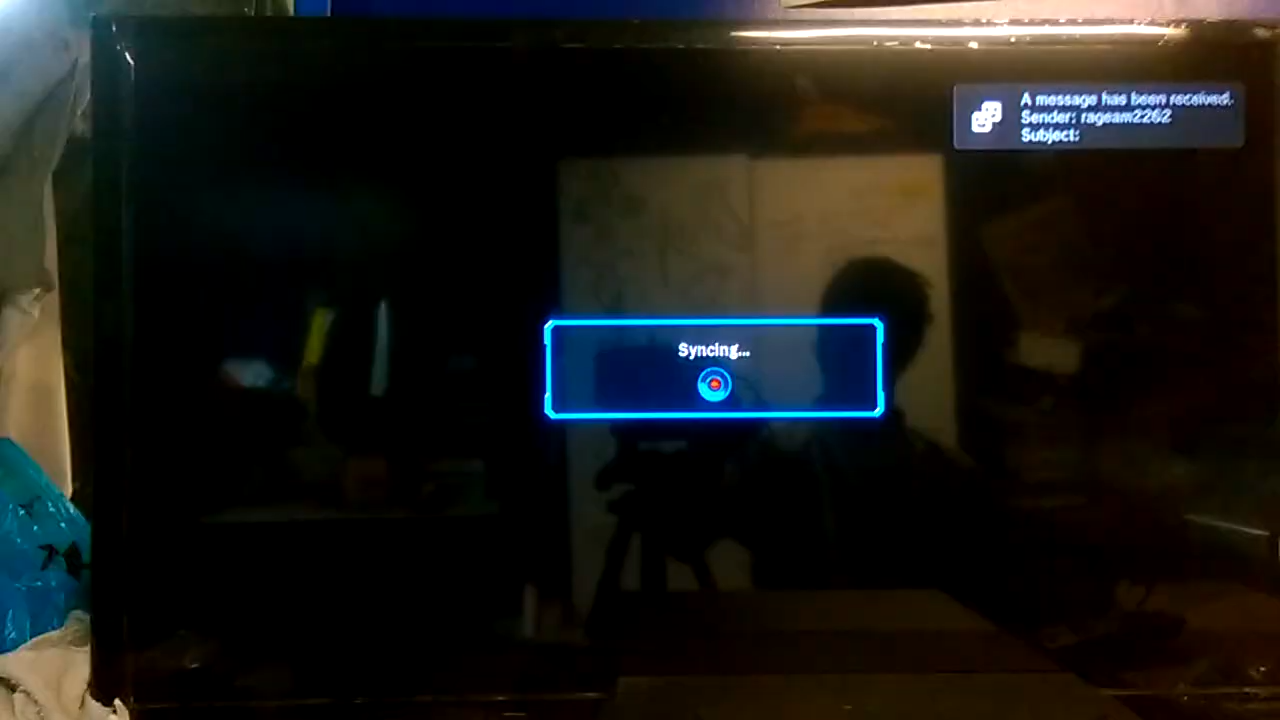 A message has been received.
Sender: rageam2262
Subject:
Syncing...